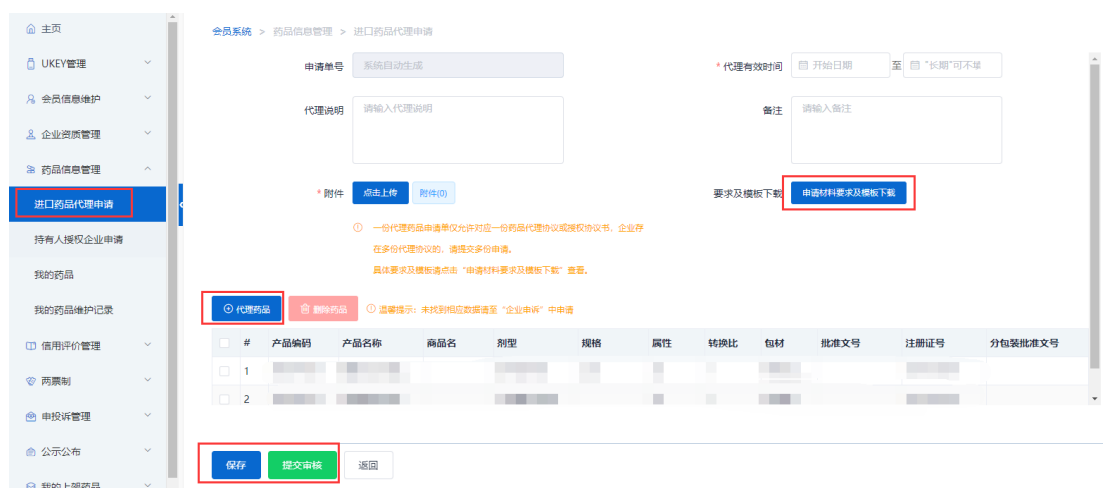 主页
UKEY管理
会员信息维护
企业资质管理
药品信息管理
进口药品代理申请
持有人授权企业申请
我的药品
我的药品维护记录
信用评价管理
两票制
申投诉管理
公示公布
我的上架药品
会员系统 > 药品信息管理 > 进口药品代理申请
申请单号 系统自动生成
* 代理有效时间 开始日期 至 "长期"可不填
代理说明 请输入代理说明
备注 请输入备注
* 附件 点击上传 附件(0)
要求及模板下载 申请材料要求及模板下载
一份代理药品申请单仅允许对应一份药品代理协议或授权协议书，企业存
在多份代理协议的，请提交多份申请。
具体要求及模板请点击“申请材料要求及模板下载”查看。
代理药品 删除药品 温馨提示：未找到相应数据请至“企业申诉”中申请
# 产品编码 产品名称 商品名 剂型 规格 属性 转换比 包材 批准文号 注册证号 分包装批准文号
1
2
保存 提交审核 返回